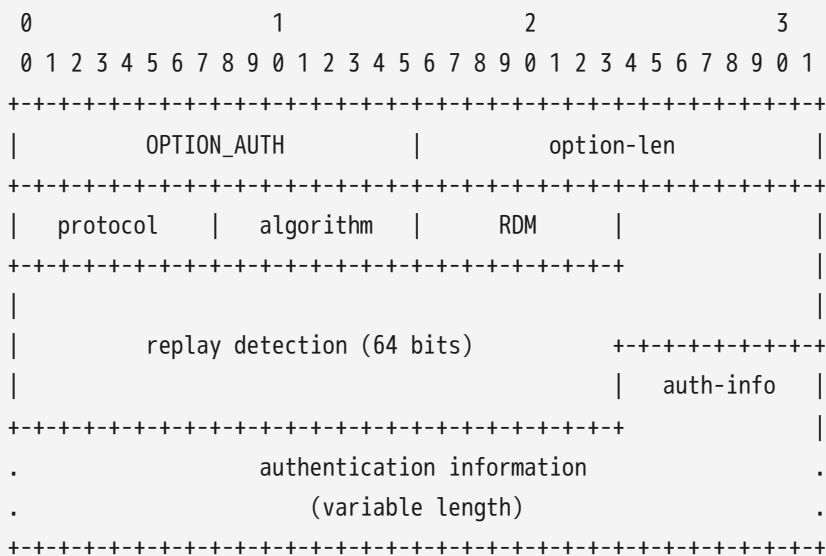 0                   1                   2                   3
 0 1 2 3 4 5 6 7 8 9 0 1 2 3 4 5 6 7 8 9 0 1 2 3 4 5 6 7 8 9 0 1
+-+-+-+-+-+-+-+-+-+-+-+-+-+-+-+-+-+-+-+-+-+-+-+-+-+-+-+-+-+-+-+-+
|          OPTION_AUTH          |          option-len           |
+-+-+-+-+-+-+-+-+-+-+-+-+-+-+-+-+-+-+-+-+-+-+-+-+-+-+-+-+-+-+-+-+
|   protocol    |   algorithm   |      RDM      |               |
+-+-+-+-+-+-+-+-+-+-+-+-+-+-+-+-+-+-+-+-+-+-+-+-+               |
|                                                               |
|          replay detection (64 bits)           +-+-+-+-+-+-+-+-+
|                                               |   auth-info   |
+-+-+-+-+-+-+-+-+-+-+-+-+-+-+-+-+-+-+-+-+-+-+-+-+               |
.                   authentication information                  .
.                       (variable length)                       .
+-+-+-+-+-+-+-+-+-+-+-+-+-+-+-+-+-+-+-+-+-+-+-+-+-+-+-+-+-+-+-+-+